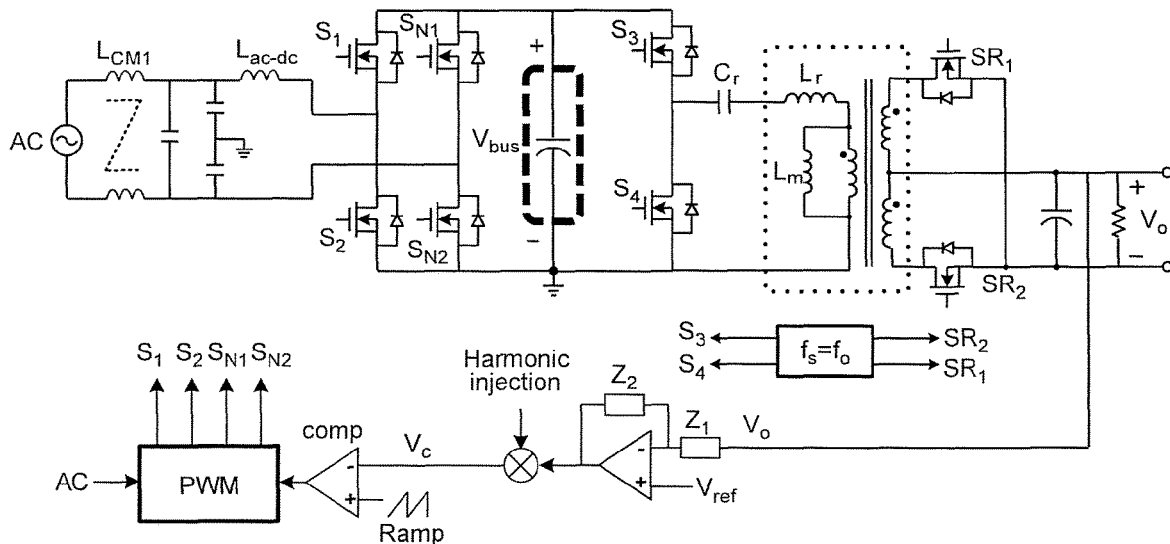 S1
SN1
S3
SR1
LCM1
Lac-dc
Cr
Lr
+
AC
Vbus
Lm
+
Vo
S4
S2
SN2
−
SR2
−
S3
fs=fo
SR2
S4
SR1
S1 S2 SN1 SN2
Harmonic
injection
Z2
comp
Vc
Z1
Vo
AC
PWM
-
+
-
+
Vref
Ramp